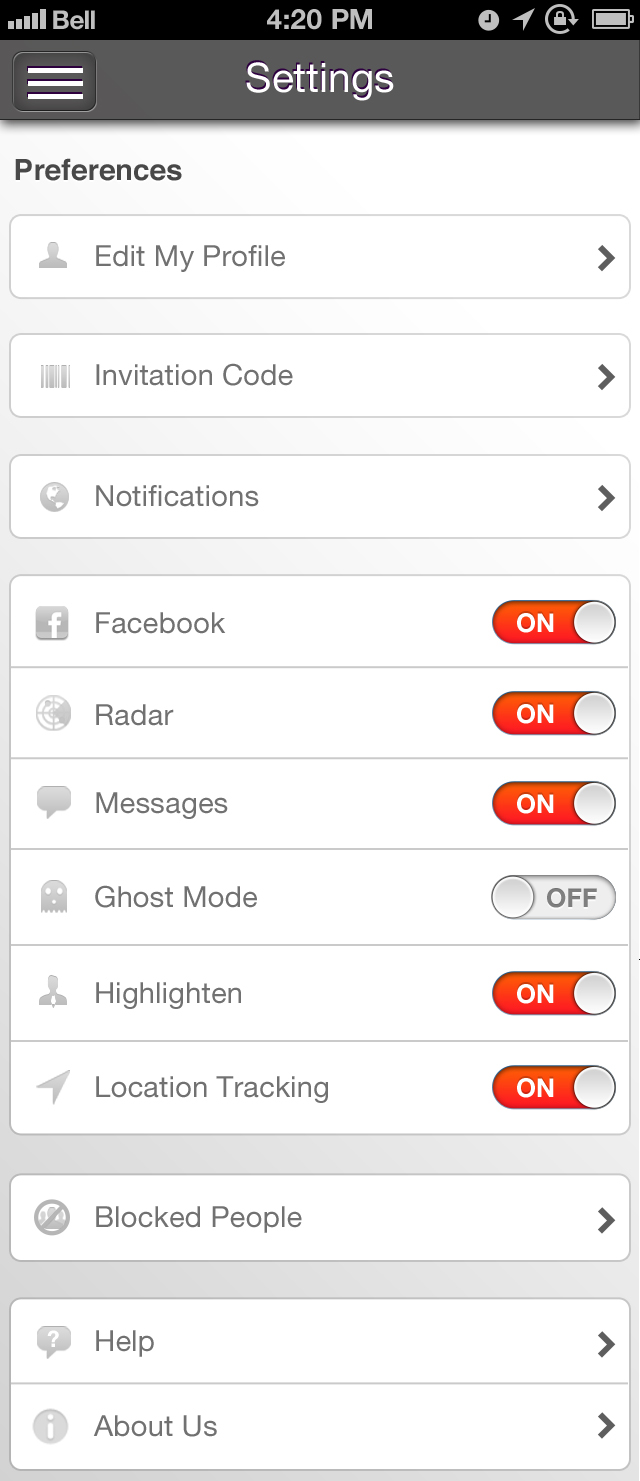 Bell 4:20 PM
Settings
Preferences
Edit My Profile
Invitation Code
Notifications
Facebook ON
Radar ON
Messages ON
Ghost Mode OFF
Highlighten ON
Location Tracking ON
Blocked People
Help
About Us